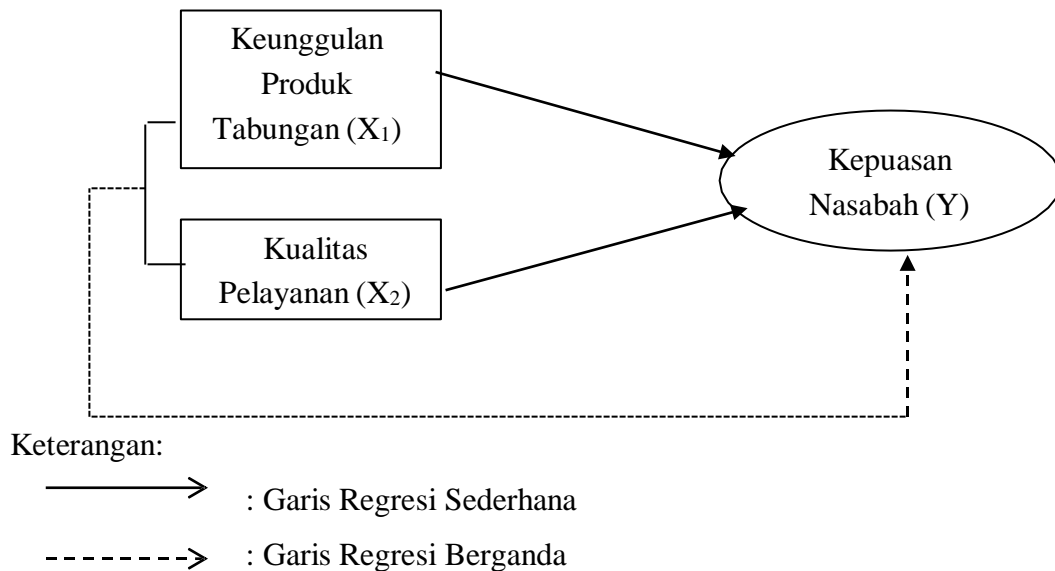 Keunggulan
Produk
Tabungan (X₁)
Kepuasan
Nasabah (Y)
Kualitas
Pelayanan (X₂)
Keterangan:
: Garis Regresi Sederhana
: Garis Regresi Berganda